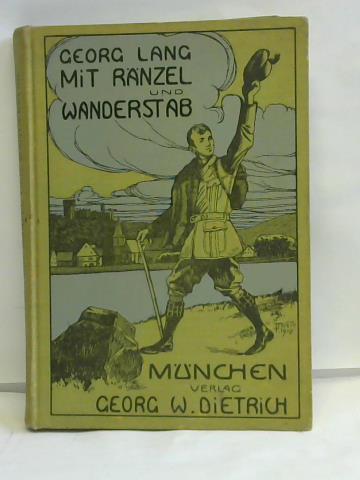 GEORG LANG
MiT RÄNZEL
UND
WANDERSTAB
MÜNCHEN
VERLAG
GEORG W. DiETRiCH